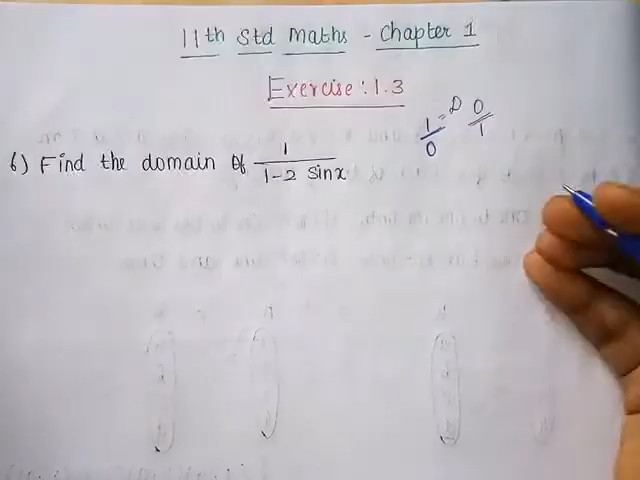 11th Std Maths - Chapter 1
Exercise : 1.3
6) Find the domain of 1/(1-2 sinx)
1/0 = D 0/1